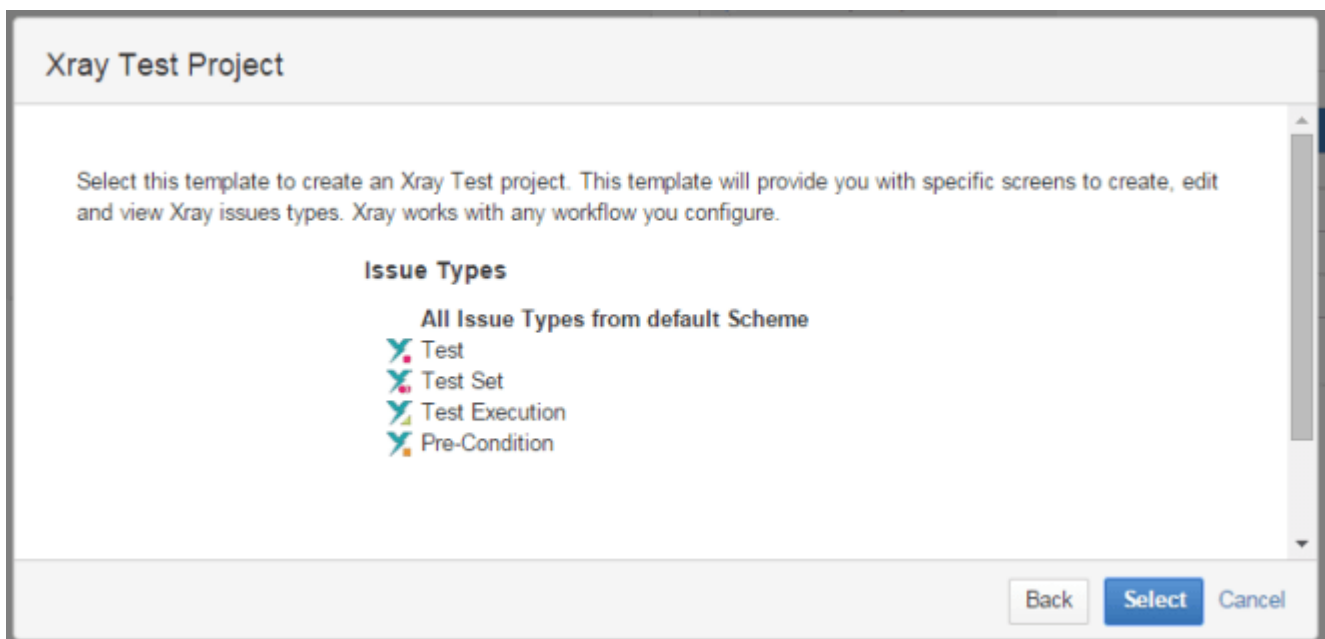 Xray Test Project
Select this template to create an Xray Test project. This template will provide you with specific screens to create, edit
and view Xray issues types. Xray works with any workflow you configure.
Issue Types
All Issue Types from default Scheme
Test
Test Set
Test Execution
Pre-Condition
Back Select Cancel